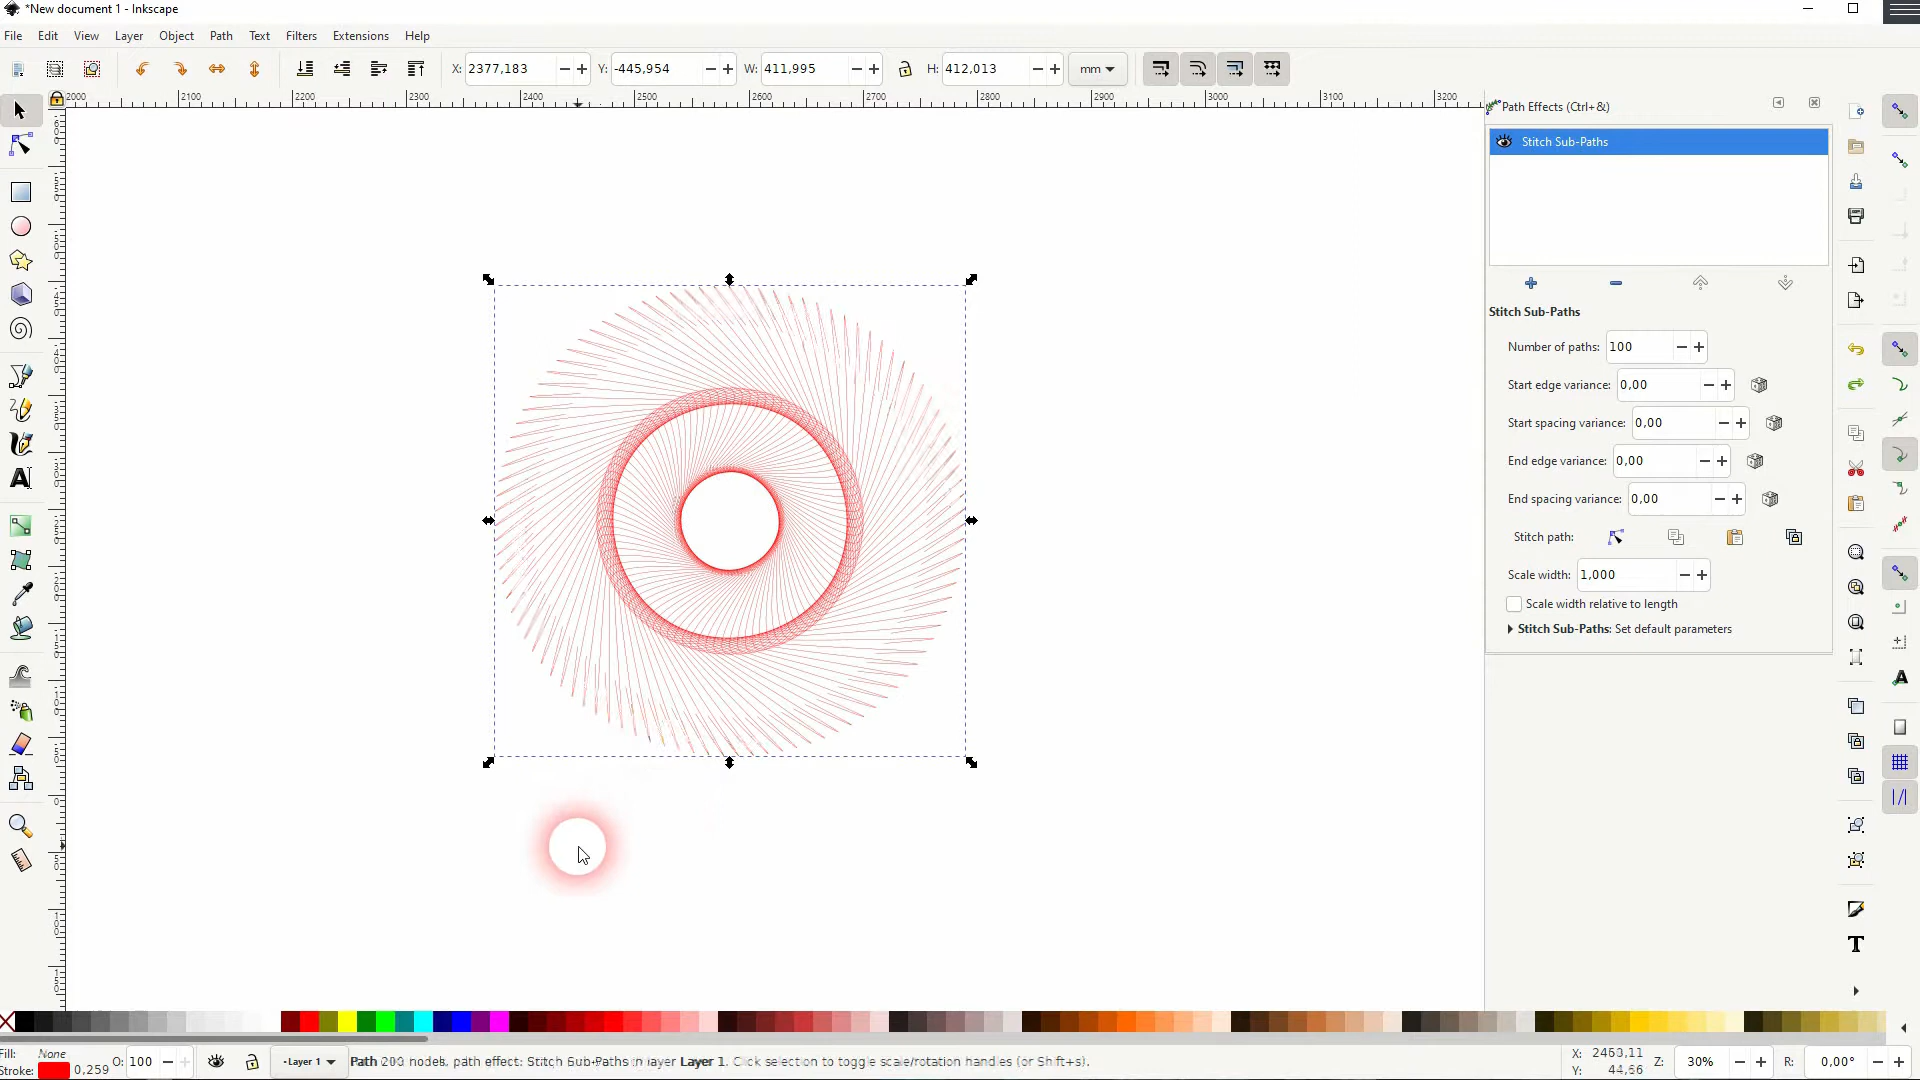 *New document 1 - Inkscape
File Edit View Layer Object Path Text Filters Extensions Help
X: 2377,183 Y: -445,954 W: 411,995 H: 412,013 mm
2000 2100 2200 2300 2400 2500 2600 2700 2800 2900 3000 3100 3200
Path Effects (Ctrl+&)
Stitch Sub-Paths
Stitch Sub-Paths
Number of paths: 100
Start edge variance: 0,00
Start spacing variance: 0,00
End edge variance: 0,00
End spacing variance: 0,00
Stitch path:
Scale width: 1,000
Scale width relative to length
Stitch Sub-Paths: Set default parameters
Fill: None
Stroke: 0,259
O: 100
Layer 1
Path 200 nodes, path effect: Stitch Sub-Paths in layer Layer 1. Click selection to toggle scale/rotation handles (or Shift+s).
X: 2463,11
Y: 44,66
Z: 30%
R: 0,00°